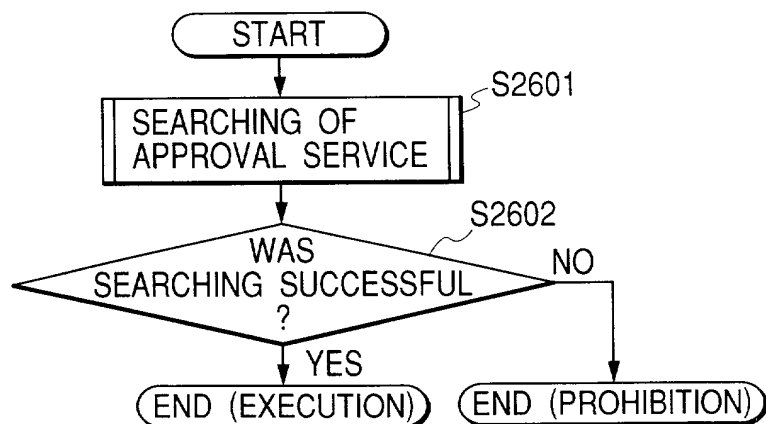 START
S2601
SEARCHING OF
APPROVAL SERVICE
S2602
WAS
SEARCHING SUCCESSFUL
?
NO
YES
END (EXECUTION)
END (PROHIBITION)